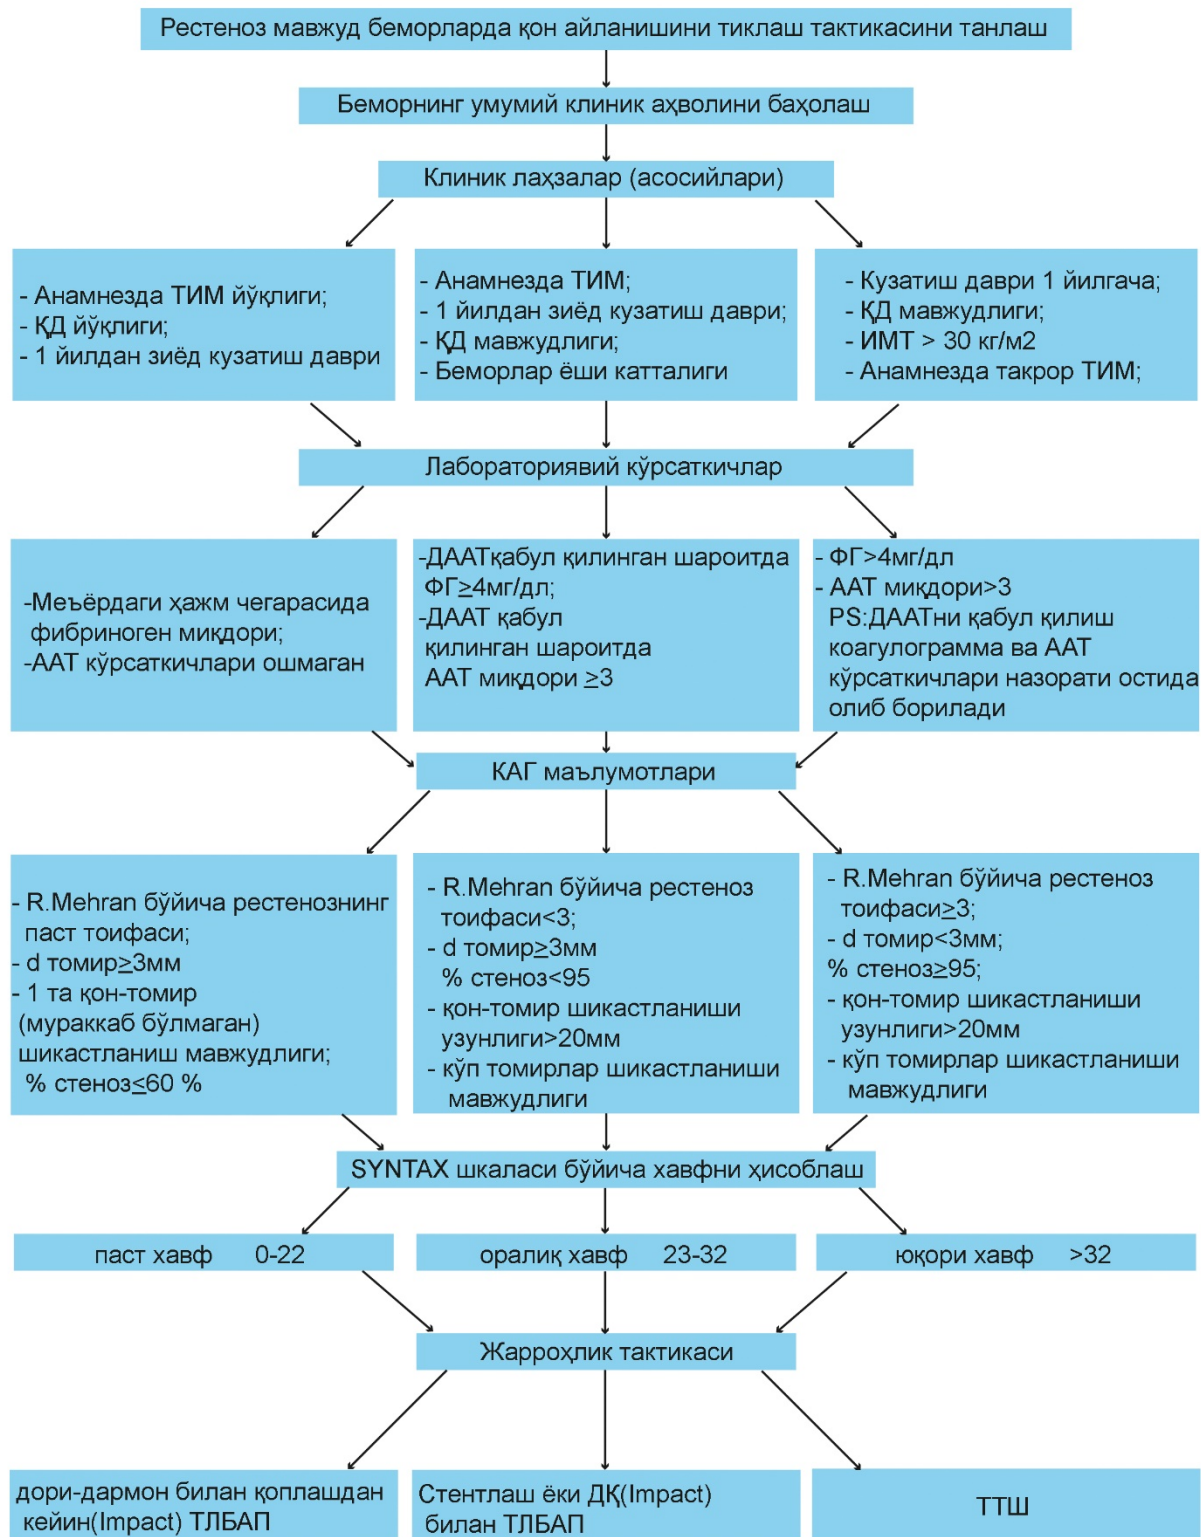 Рестеноз мавжуд беморларда қон айланишини тиклаш тактикасини танлаш
Беморнинг умумий клиник аҳволини баҳолаш
Клиник лаҳзалар (асосийлари)
- Анамнезда ТИМ йўқлиги;
- ҚД йўқлиги;
- 1 йилдан зиёд кузатиш даври
- Анамнезда ТИМ;
- 1 йилдан зиёд кузатиш даври;
- ҚД мавжудлиги;
- Беморлар ёши катталиги
- Кузатиш даври 1 йилгача;
- ҚД мавжудлиги;
- ИМТ > 30 кг/м2
- Анамнезда такрор ТИМ;
Лабораториявий кўрсаткичлар
-Меъёрдаги ҳажм чегарасида
фибриноген миқдори;
-ААТ кўрсаткичлари ошмаган
-ДААТқабул қилинган шароитда
ФГ≥4мг/дл;
-ДААТ қабул
қилинган шароитда
ААТ миқдори ≥3
- ФГ>4мг/дл
- ААТ миқдори>3
PS:ДААТни қабул қилиш
коагулограмма ва ААТ
кўрсаткичлари назорати остида
олиб борилади
КАГ маълумотлари
- R.Mehran бўйича рестенознинг
паст тоифаси;
- d томир≥3мм
- 1 та қон-томир
(мураккаб бўлмаган)
шикастланиш мавжудлиги;
% стеноз≤60 %
- R.Mehran бўйича рестеноз
тоифаси<3;
- d томир≥3мм
% стеноз<95
- қон-томир шикастланиши
узунлиги>20мм
- кўп томирлар шикастланиши
мавжудлиги
- R.Mehran бўйича рестеноз
тоифаси≥3;
- d томир<3мм;
% стеноз≥95;
- қон-томир шикастланиши
узунлиги>20мм
- кўп томирлар шикастланиши
мавжудлиги
SYNTAX шкаласи бўйича хавфни ҳисоблаш
паст хавф 0-22
оралиқ хавф 23-32
юқори хавф >32
Жарроҳлик тактикаси
дори-дармон билан қоплашдан
кейин(Impact) ТЛБАП
Стентлаш ёки ДҚ(Impact)
билан ТЛБАП
ТТШ